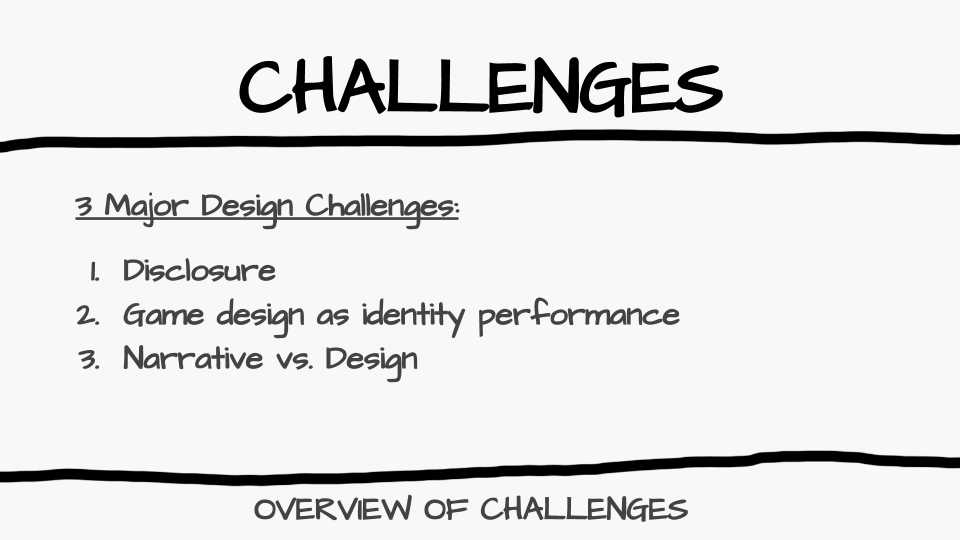 CHALLENGES
3 Major Design Challenges:
1. Disclosure
2. Game design as identity performance
3. Narrative vs. Design
OVERVIEW OF CHALLENGES